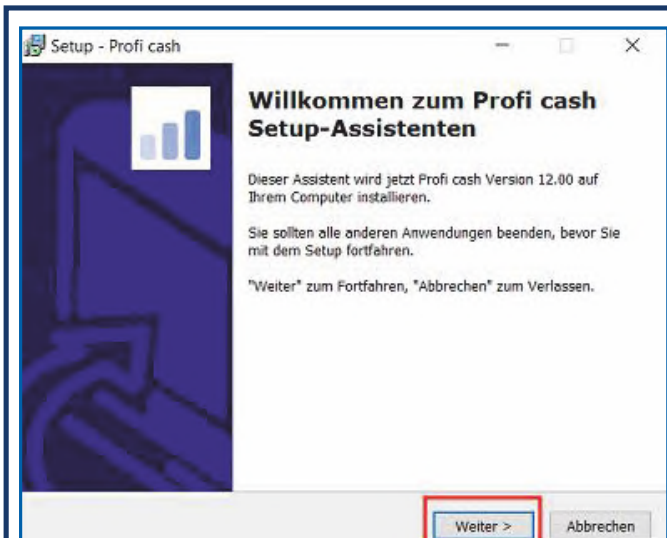 Setup - Profi cash
Willkommen zum Profi cash
Setup-Assistenten
Dieser Assistent wird jetzt Profi cash Version 12.00 auf
Ihrem Computer installieren.
Sie sollten alle anderen Anwendungen beenden, bevor Sie
mit dem Setup fortfahren.
"Weiter" zum Fortfahren, "Abbrechen" zum Verlassen.
Weiter >
Abbrechen